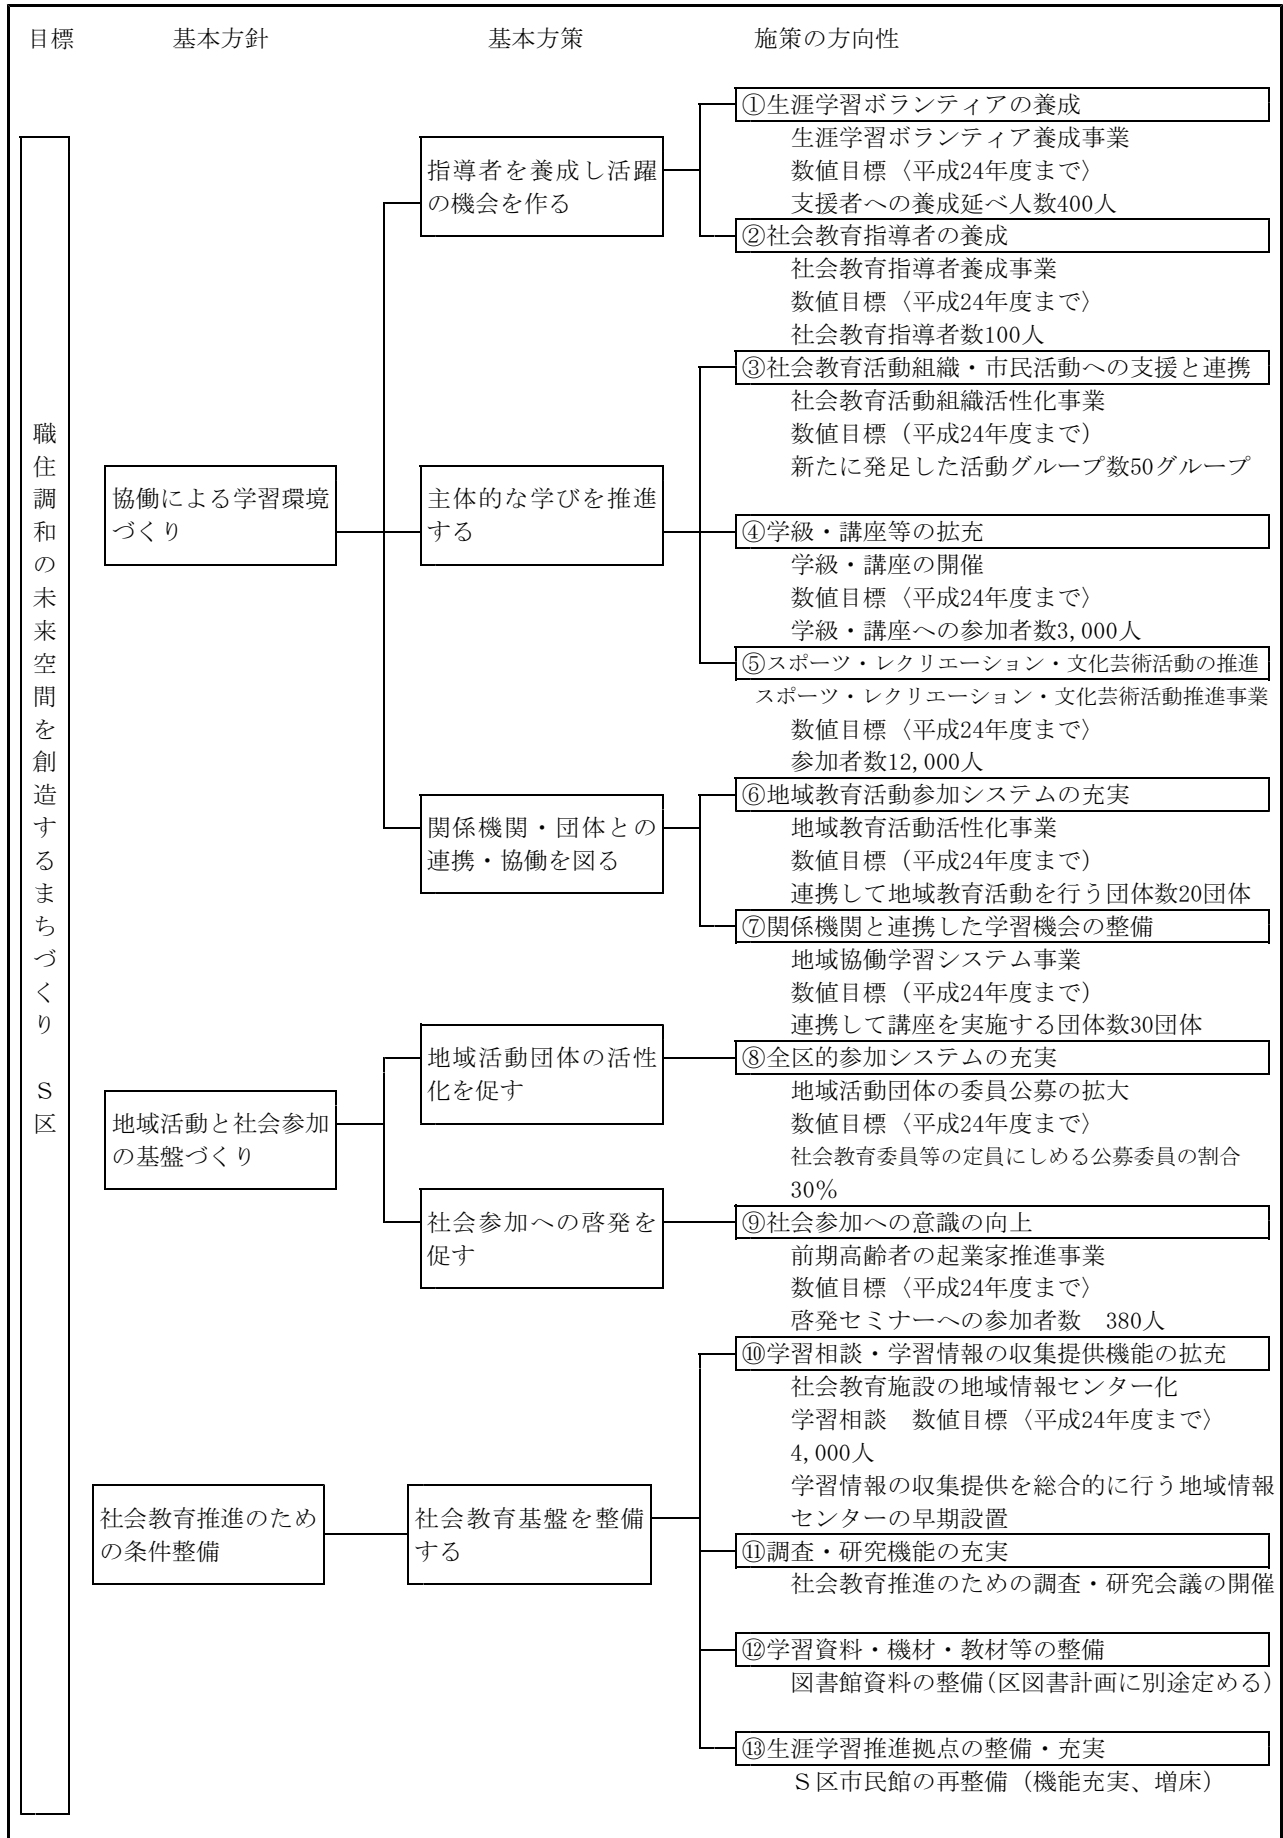 目標 基本方針 基本方策 施策の方向性
職住調和の未来空間を創造するまちづくり Ｓ区
協働による学習環境
づくり
指導者を養成し活躍
の機会を作る
①生涯学習ボランティアの養成
生涯学習ボランティア養成事業
数値目標〈平成24年度まで〉
支援者への養成延べ人数400人
②社会教育指導者の養成
社会教育指導者養成事業
数値目標〈平成24年度まで〉
社会教育指導者数100人
主体的な学びを推進
する
③社会教育活動組織・市民活動への支援と連携
社会教育活動組織活性化事業
数値目標（平成24年度まで）
新たに発足した活動グループ数50グループ
④学級・講座等の拡充
学級・講座の開催
数値目標〈平成24年度まで〉
学級・講座への参加者数3,000人
⑤スポーツ・レクリエーション・文化芸術活動の推進
スポーツ・レクリエーション・文化芸術活動推進事業
数値目標〈平成24年度まで〉
参加者数12,000人
関係機関・団体との
連携・協働を図る
⑥地域教育活動参加システムの充実
地域教育活動活性化事業
数値目標（平成24年度まで）
連携して地域教育活動を行う団体数20団体
⑦関係機関と連携した学習機会の整備
地域協働学習システム事業
数値目標（平成24年度まで）
連携して講座を実施する団体数30団体
地域活動と社会参加
の基盤づくり
地域活動団体の活性
化を促す
⑧全区的参加システムの充実
地域活動団体の委員公募の拡大
数値目標〈平成24年度まで〉
社会教育委員等の定員にしめる公募委員の割合
30％
社会参加への啓発を
促す
⑨社会参加への意識の向上
前期高齢者の起業家推進事業
数値目標〈平成24年度まで〉
啓発セミナーへの参加者数　380人
社会教育推進のため
の条件整備
社会教育基盤を整備
する
⑩学習相談・学習情報の収集提供機能の拡充
社会教育施設の地域情報センター化
学習相談　数値目標〈平成24年度まで〉
4,000人
学習情報の収集提供を総合的に行う地域情報
センターの早期設置
⑪調査・研究機能の充実
社会教育推進のための調査・研究会議の開催
⑫学習資料・機材・教材等の整備
図書館資料の整備(区図書計画に別途定める)
⑬生涯学習推進拠点の整備・充実
Ｓ区市民館の再整備（機能充実、増床）